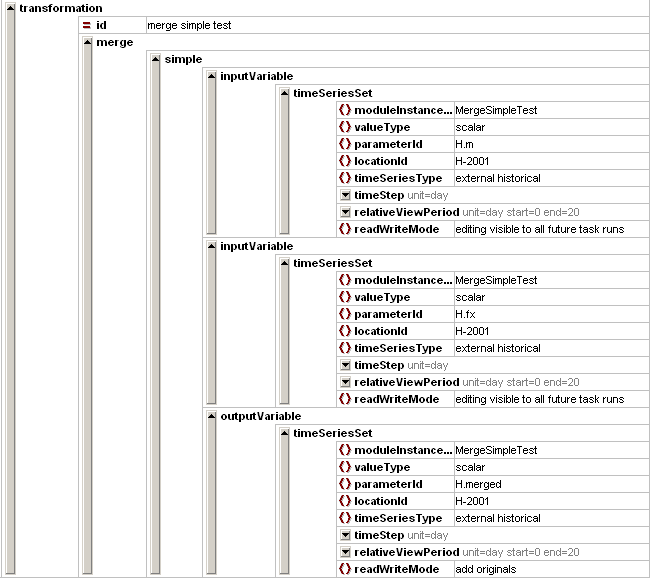 transformation
= id merge simple test
merge
simple
inputVariable
timeSeriesSet
moduleInstance... MergeSimpleTest
valueType scalar
parameterId H.m
locationId H-2001
timeSeriesType external historical
timeStep unit=day
relativeViewPeriod unit=day start=0 end=20
readWriteMode editing visible to all future task runs
inputVariable
timeSeriesSet
moduleInstance... MergeSimpleTest
valueType scalar
parameterId H.fx
locationId H-2001
timeSeriesType external historical
timeStep unit=day
relativeViewPeriod unit=day start=0 end=20
readWriteMode editing visible to all future task runs
outputVariable
timeSeriesSet
moduleInstance... MergeSimpleTest
valueType scalar
parameterId H.merged
locationId H-2001
timeSeriesType external historical
timeStep unit=day
relativeViewPeriod unit=day start=0 end=20
readWriteMode add originals